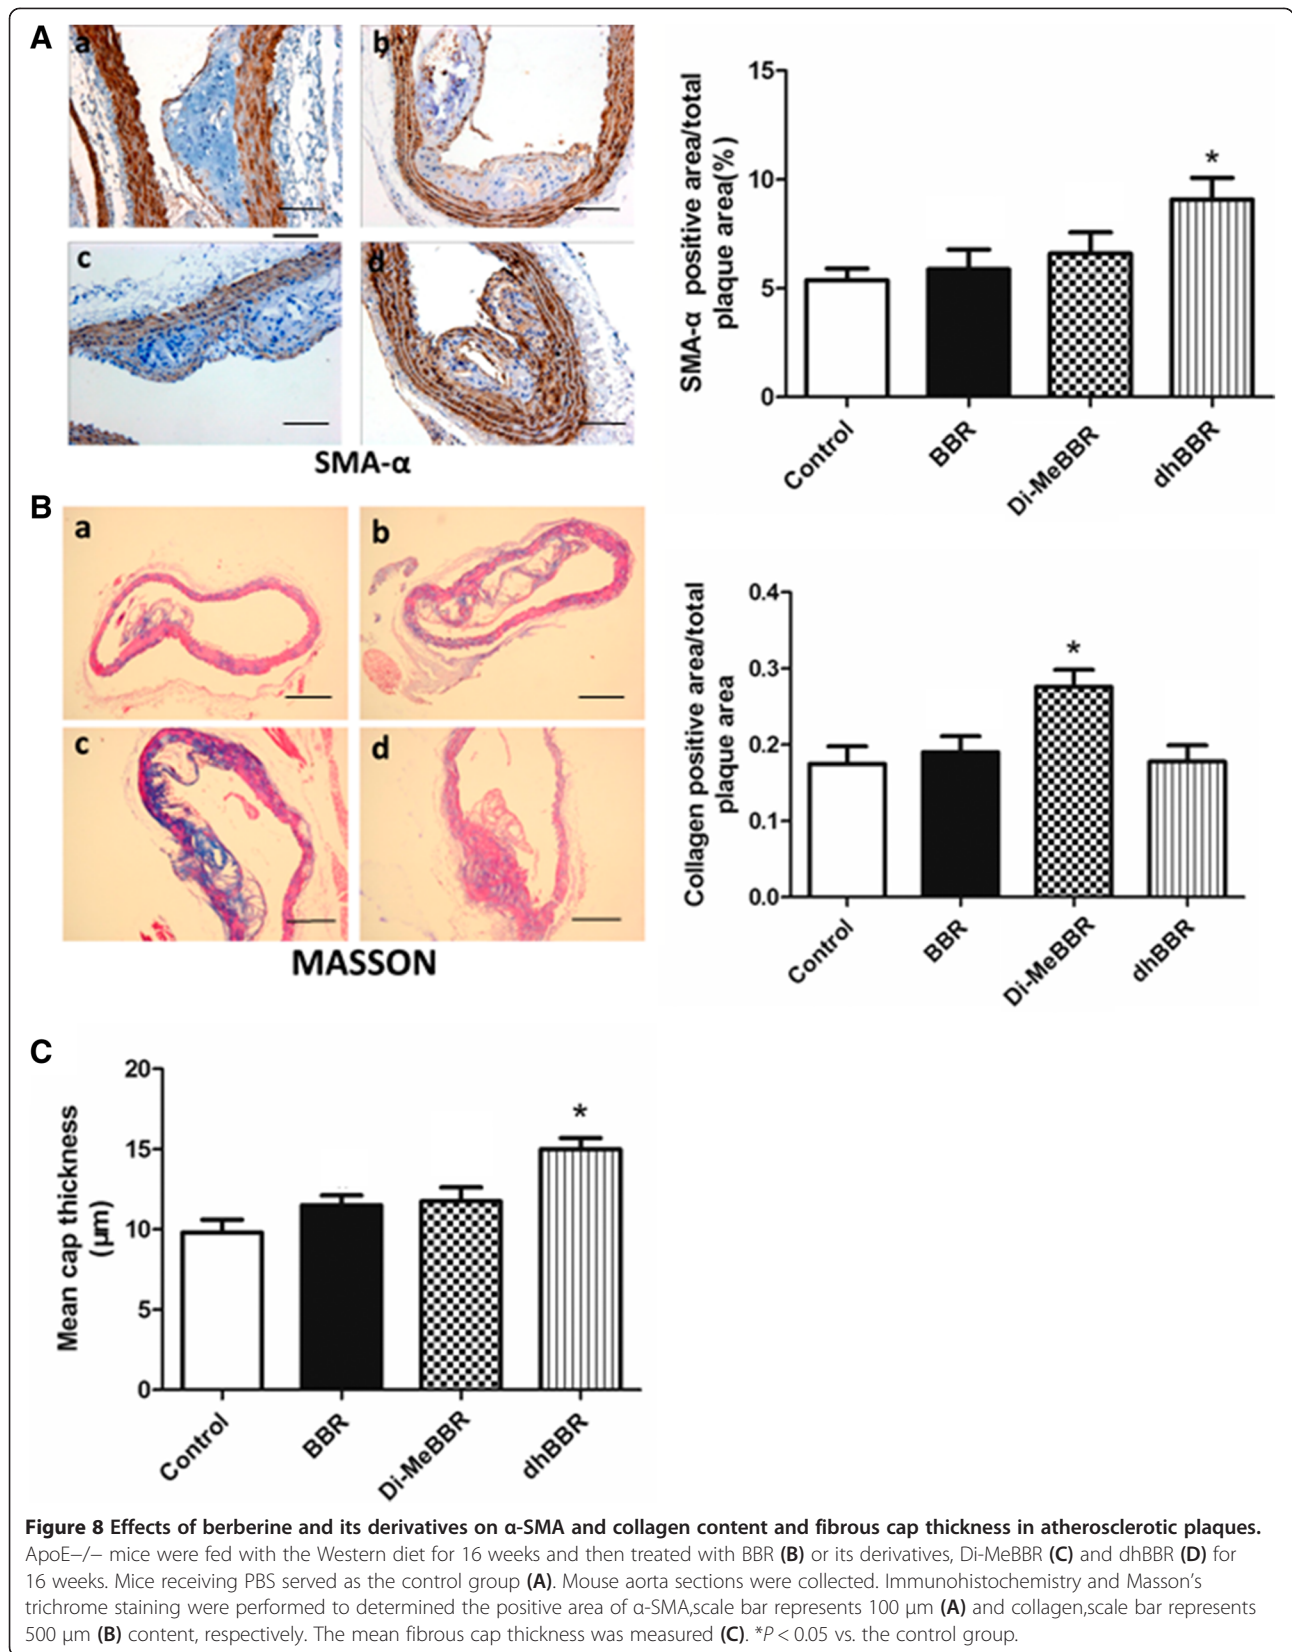 A
a
b
c
d
SMA-α
SMA-α positive area/total
plaque area(%)
15
10
5
0
*
Control
BBR
Di-MeBBR
dhBBR
B
a
b
c
d
MASSON
Collagen positive area/total
plaque area
0.4
0.3
0.2
0.1
0.0
*
Control
BBR
Di-MeBBR
dhBBR
C
Mean cap thickness
(μm)
20
15
10
5
0
*
Control
BBR
Di-MeBBR
dhBBR
Figure 8 Effects of berberine and its derivatives on α-SMA and collagen content and fibrous cap thickness in atherosclerotic plaques.
ApoE−/− mice were fed with the Western diet for 16 weeks and then treated with BBR (B) or its derivatives, Di-MeBBR (C) and dhBBR (D) for
16 weeks. Mice receiving PBS served as the control group (A). Mouse aorta sections were collected. Immunohistochemistry and Masson's
trichrome staining were performed to determined the positive area of α-SMA,scale bar represents 100 μm (A) and collagen,scale bar represents
500 μm (B) content, respectively. The mean fibrous cap thickness was measured (C). *P < 0.05 vs. the control group.